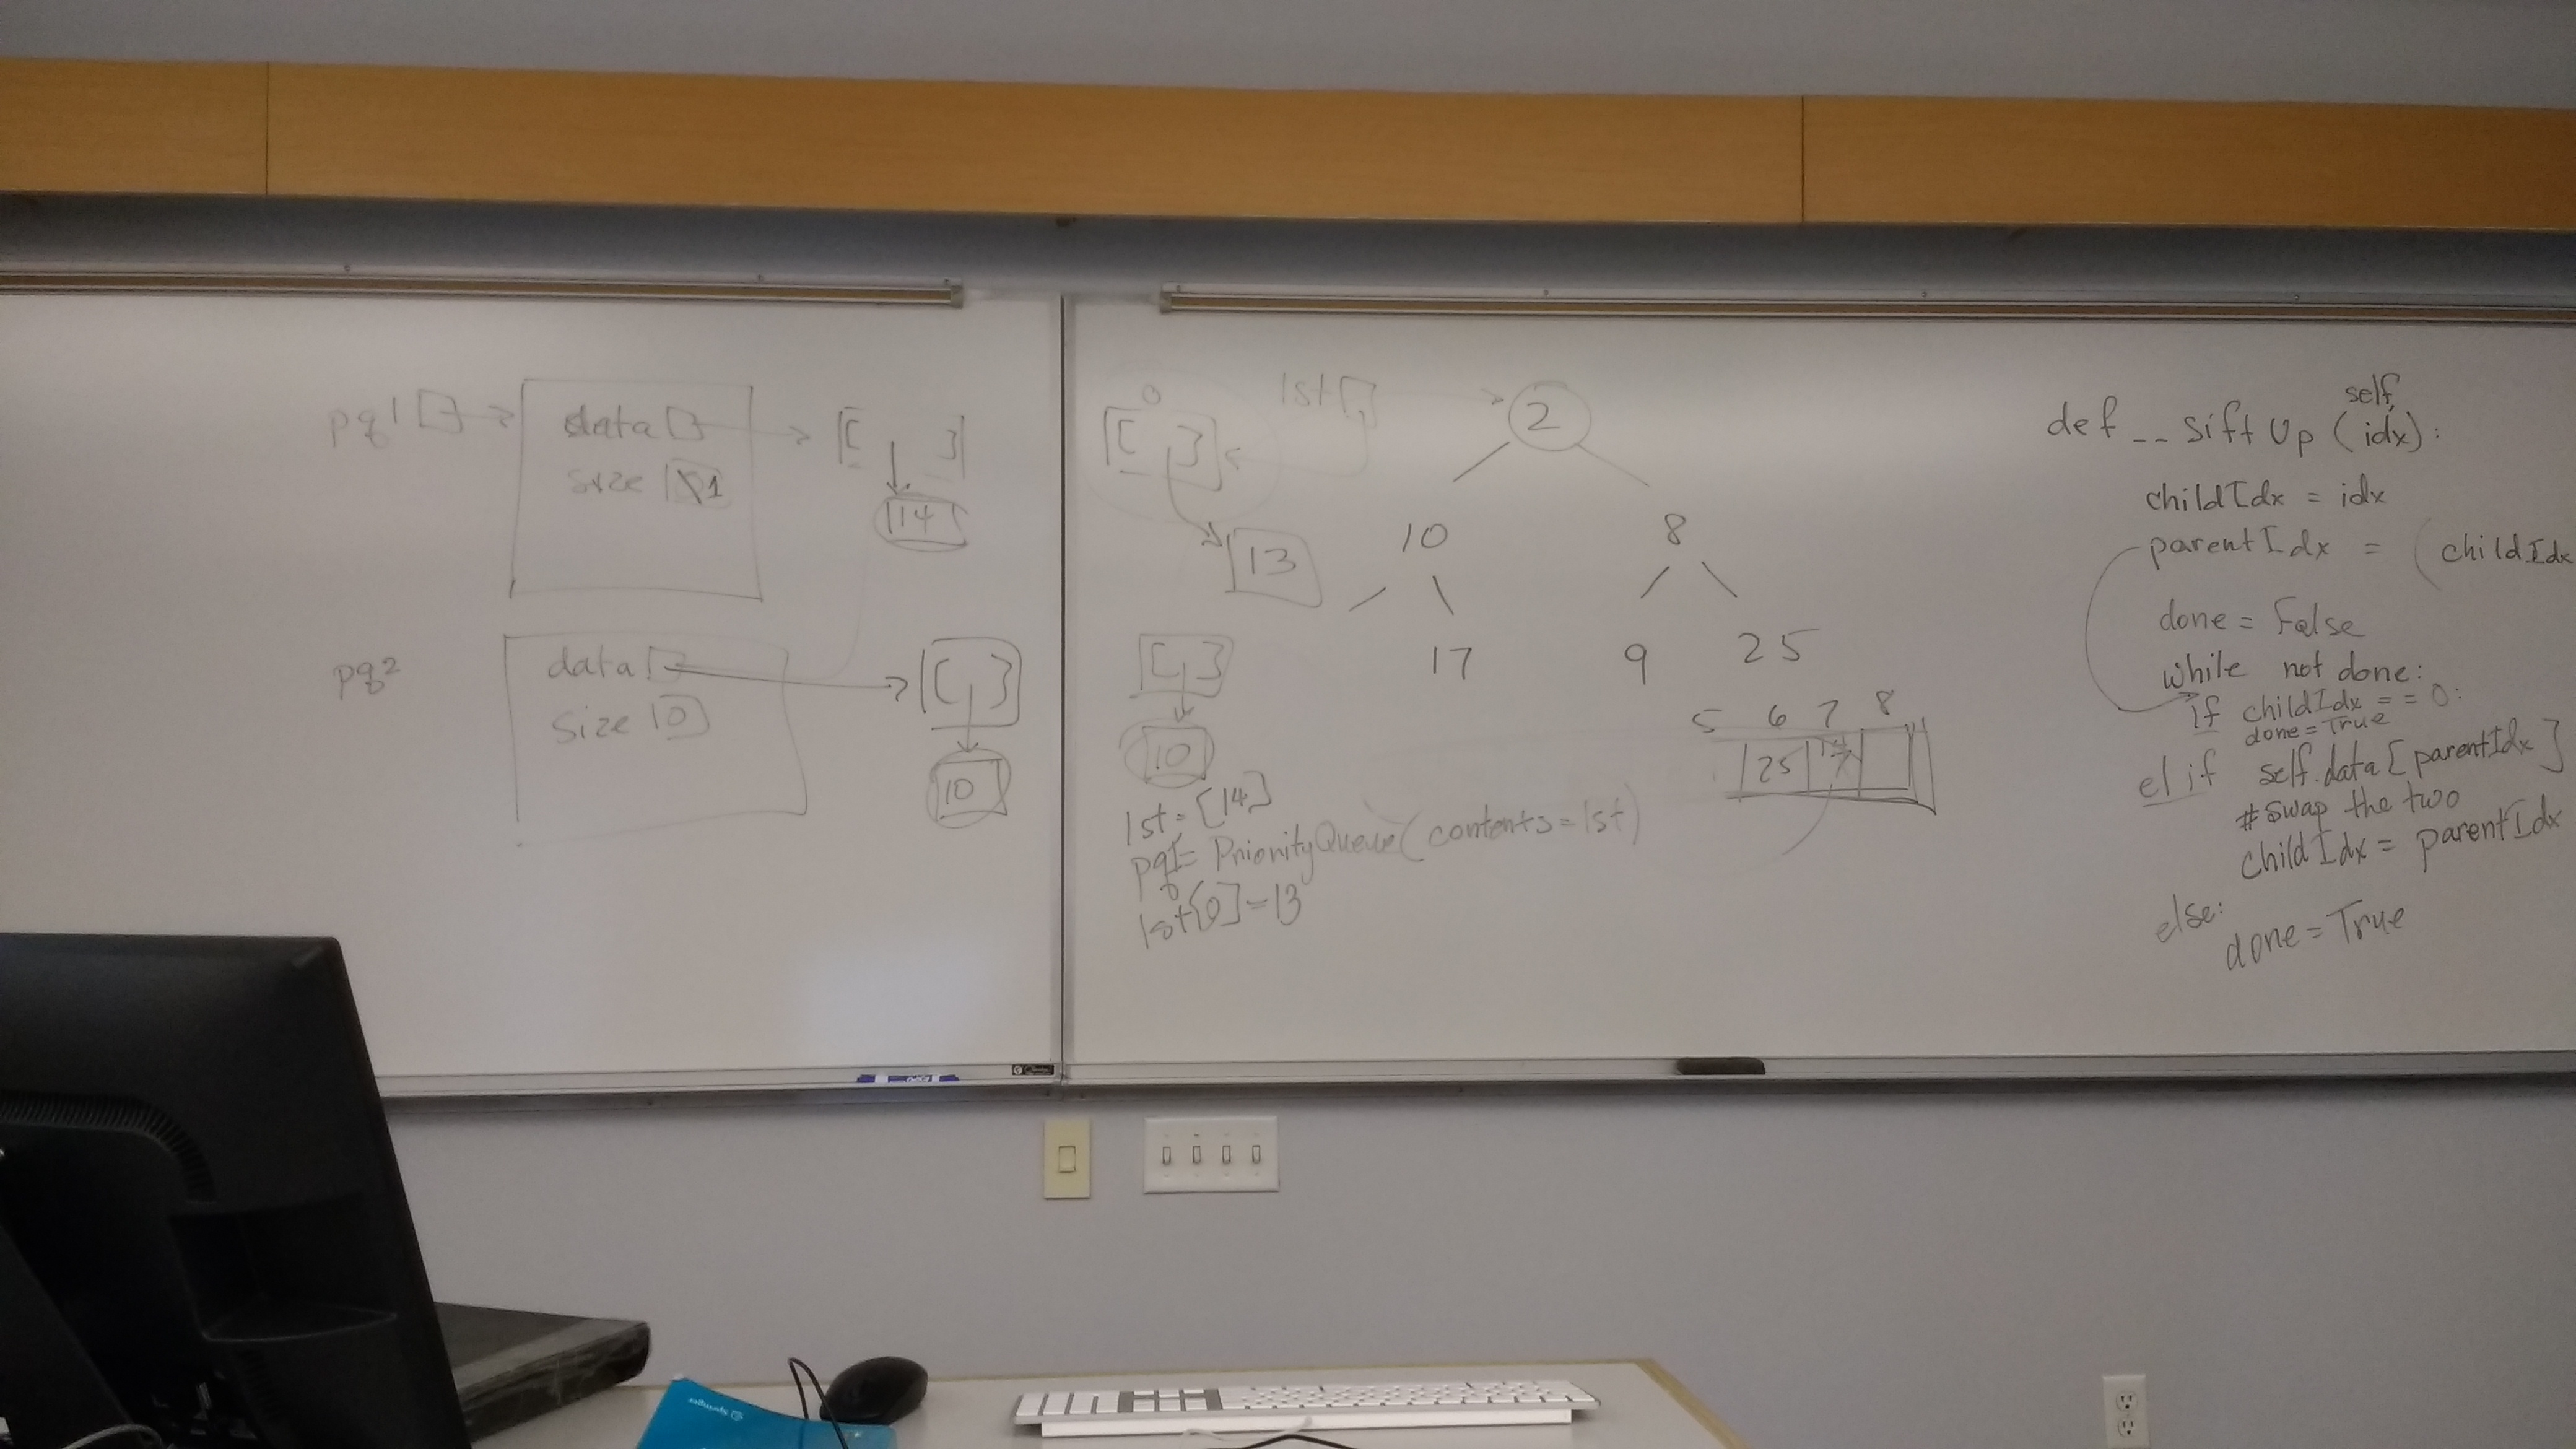 pq1
data
size 1
14
pq2
data
size 0
10
0
lst
13
10
lst = [14]
pq1 = PriorityQueue(contents=lst)
lst[0] = 13
2
10 8
17 9 25
5 6 7 8
25
def __siftUp(self, idx):
childIdx = idx
parentIdx = (childIdx
done = False
while not done:
if childIdx == 0:
done = True
elif self.data[parentIdx]
# swap the two
childIdx = parentIdx
else:
done = True
Springer